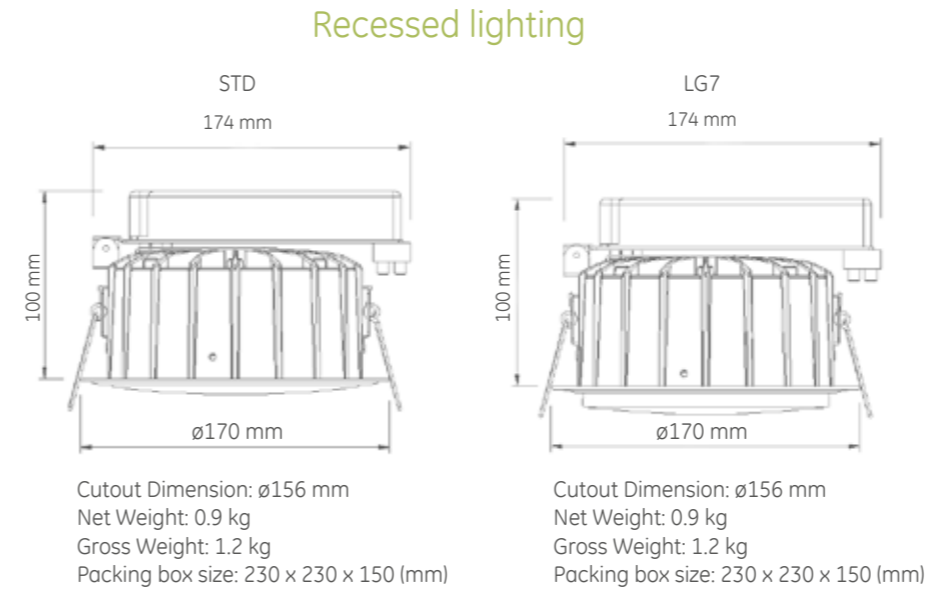 Recessed lighting
STD
174 mm
100 mm
ø170 mm
Cutout Dimension: ø156 mm
Net Weight: 0.9 kg
Gross Weight: 1.2 kg
Packing box size: 230 x 230 x 150 (mm)
LG7
174 mm
100 mm
ø170 mm
Cutout Dimension: ø156 mm
Net Weight: 0.9 kg
Gross Weight: 1.2 kg
Packing box size: 230 x 230 x 150 (mm)